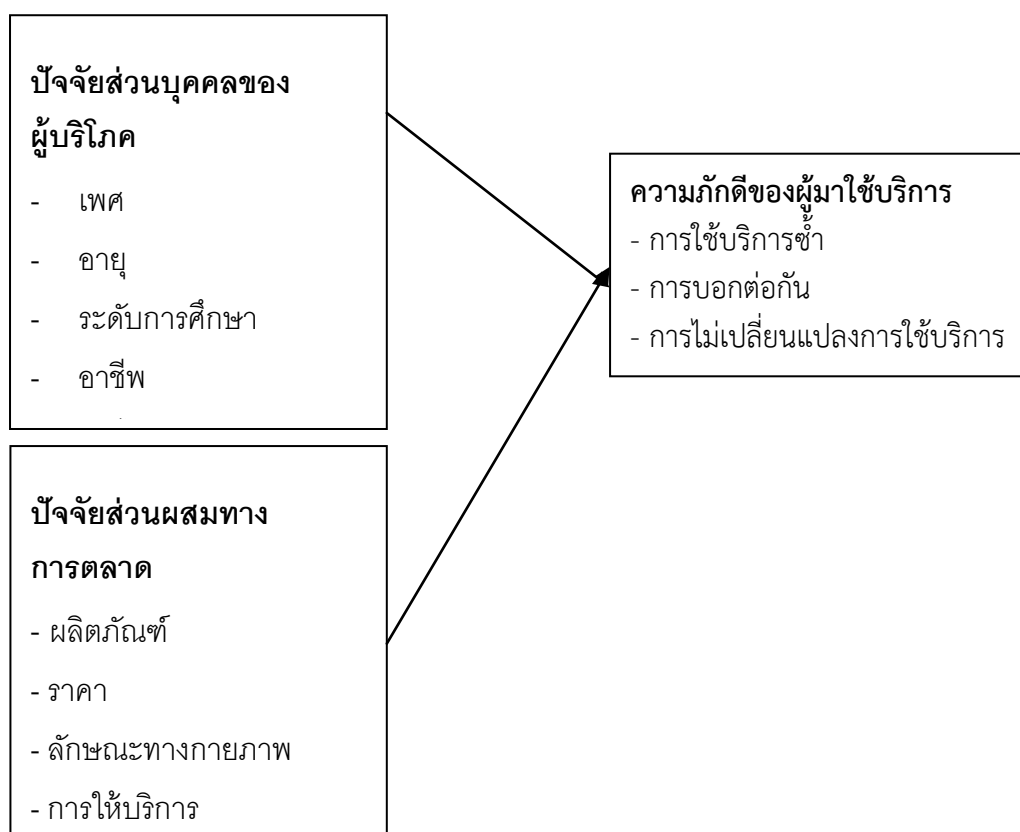 ปัจจัยส่วนบุคคลของ
ผู้บริโภค
- เพศ
- อายุ
- ระดับการศึกษา
- อาชีพ
ความภักดีของผู้มาใช้บริการ
- การใช้บริการซ้ำ
- การบอกต่อกัน
- การไม่เปลี่ยนแปลงการใช้บริการ
ปัจจัยส่วนผสมทาง
การตลาด
- ผลิตภัณฑ์
- ราคา
- ลักษณะทางกายภาพ
- การให้บริการ